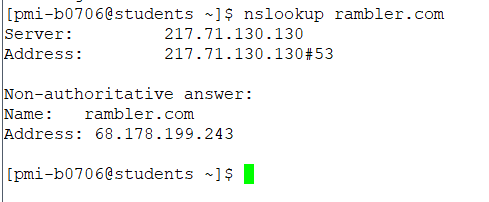 [pmi-b0706@students ~]$ nslookup rambler.com
Server:         217.71.130.130
Address:        217.71.130.130#53

Non-authoritative answer:
Name:   rambler.com
Address: 68.178.199.243

[pmi-b0706@students ~]$